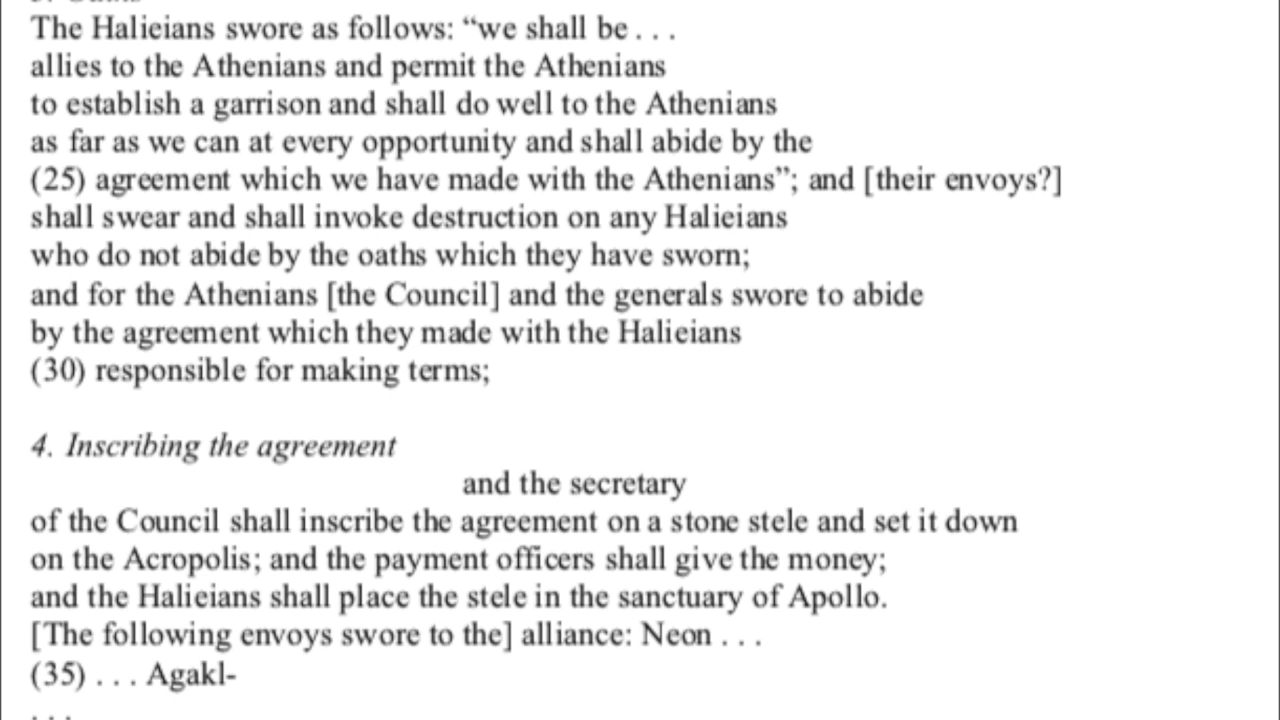 The Halieians swore as follows: “we shall be . . .
allies to the Athenians and permit the Athenians
to establish a garrison and shall do well to the Athenians
as far as we can at every opportunity and shall abide by the
(25) agreement which we have made with the Athenians”; and [their envoys?]
shall swear and shall invoke destruction on any Halieians
who do not abide by the oaths which they have sworn;
and for the Athenians [the Council] and the generals swore to abide
by the agreement which they made with the Halieians
(30) responsible for making terms;
4. Inscribing the agreement
and the secretary
of the Council shall inscribe the agreement on a stone stele and set it down
on the Acropolis; and the payment officers shall give the money;
and the Halieians shall place the stele in the sanctuary of Apollo.
[The following envoys swore to the] alliance: Neon . . .
(35) . . . Agakl-
. . .